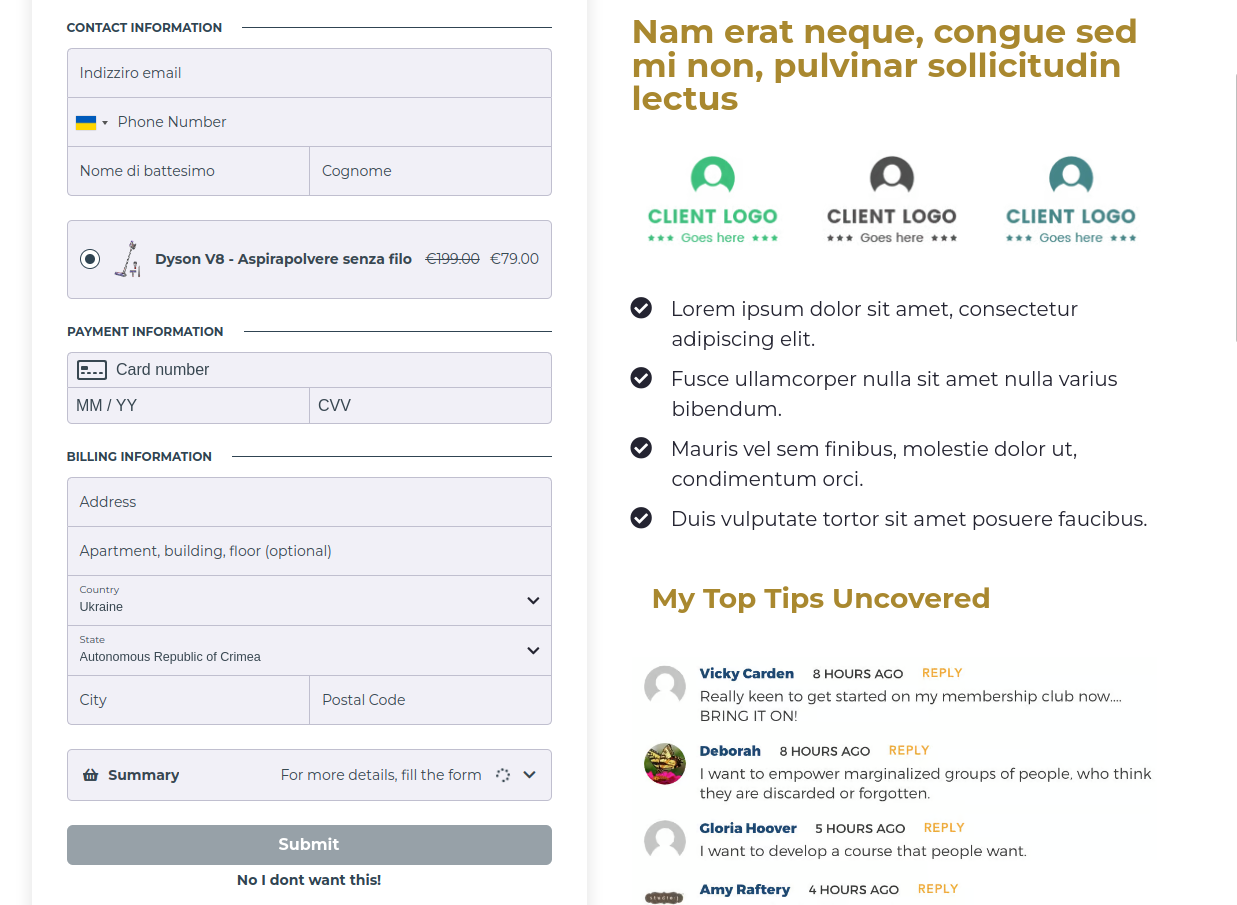 CONTACT INFORMATION
Indizziro email
Phone Number
Nome di battesimo
Cognome
Dyson V8 - Aspirapolvere senza filo €199.00 €79.00
PAYMENT INFORMATION
Card number
MM / YY
CVV
BILLING INFORMATION
Address
Apartment, building, floor (optional)
Country
Ukraine
State
Autonomous Republic of Crimea
City
Postal Code
Summary For more details, fill the form
Submit
No I dont want this!
Nam erat neque, congue sed
mi non, pulvinar sollicitudin
lectus
CLIENT LOGO
Goes here
CLIENT LOGO
Goes here
CLIENT LOGO
Goes here
Lorem ipsum dolor sit amet, consectetur
adipiscing elit.
Fusce ullamcorper nulla sit amet nulla varius
bibendum.
Mauris vel sem finibus, molestie dolor ut,
condimentum orci.
Duis vulputate tortor sit amet posuere faucibus.
My Top Tips Uncovered
Vicky Carden 8 HOURS AGO REPLY
Really keen to get started on my membership club now....
BRING IT ON!
Deborah 8 HOURS AGO REPLY
I want to empower marginalized groups of people, who think
they are discarded or forgotten.
Gloria Hoover 5 HOURS AGO REPLY
I want to develop a course that people want.
Amy Raftery 4 HOURS AGO REPLY